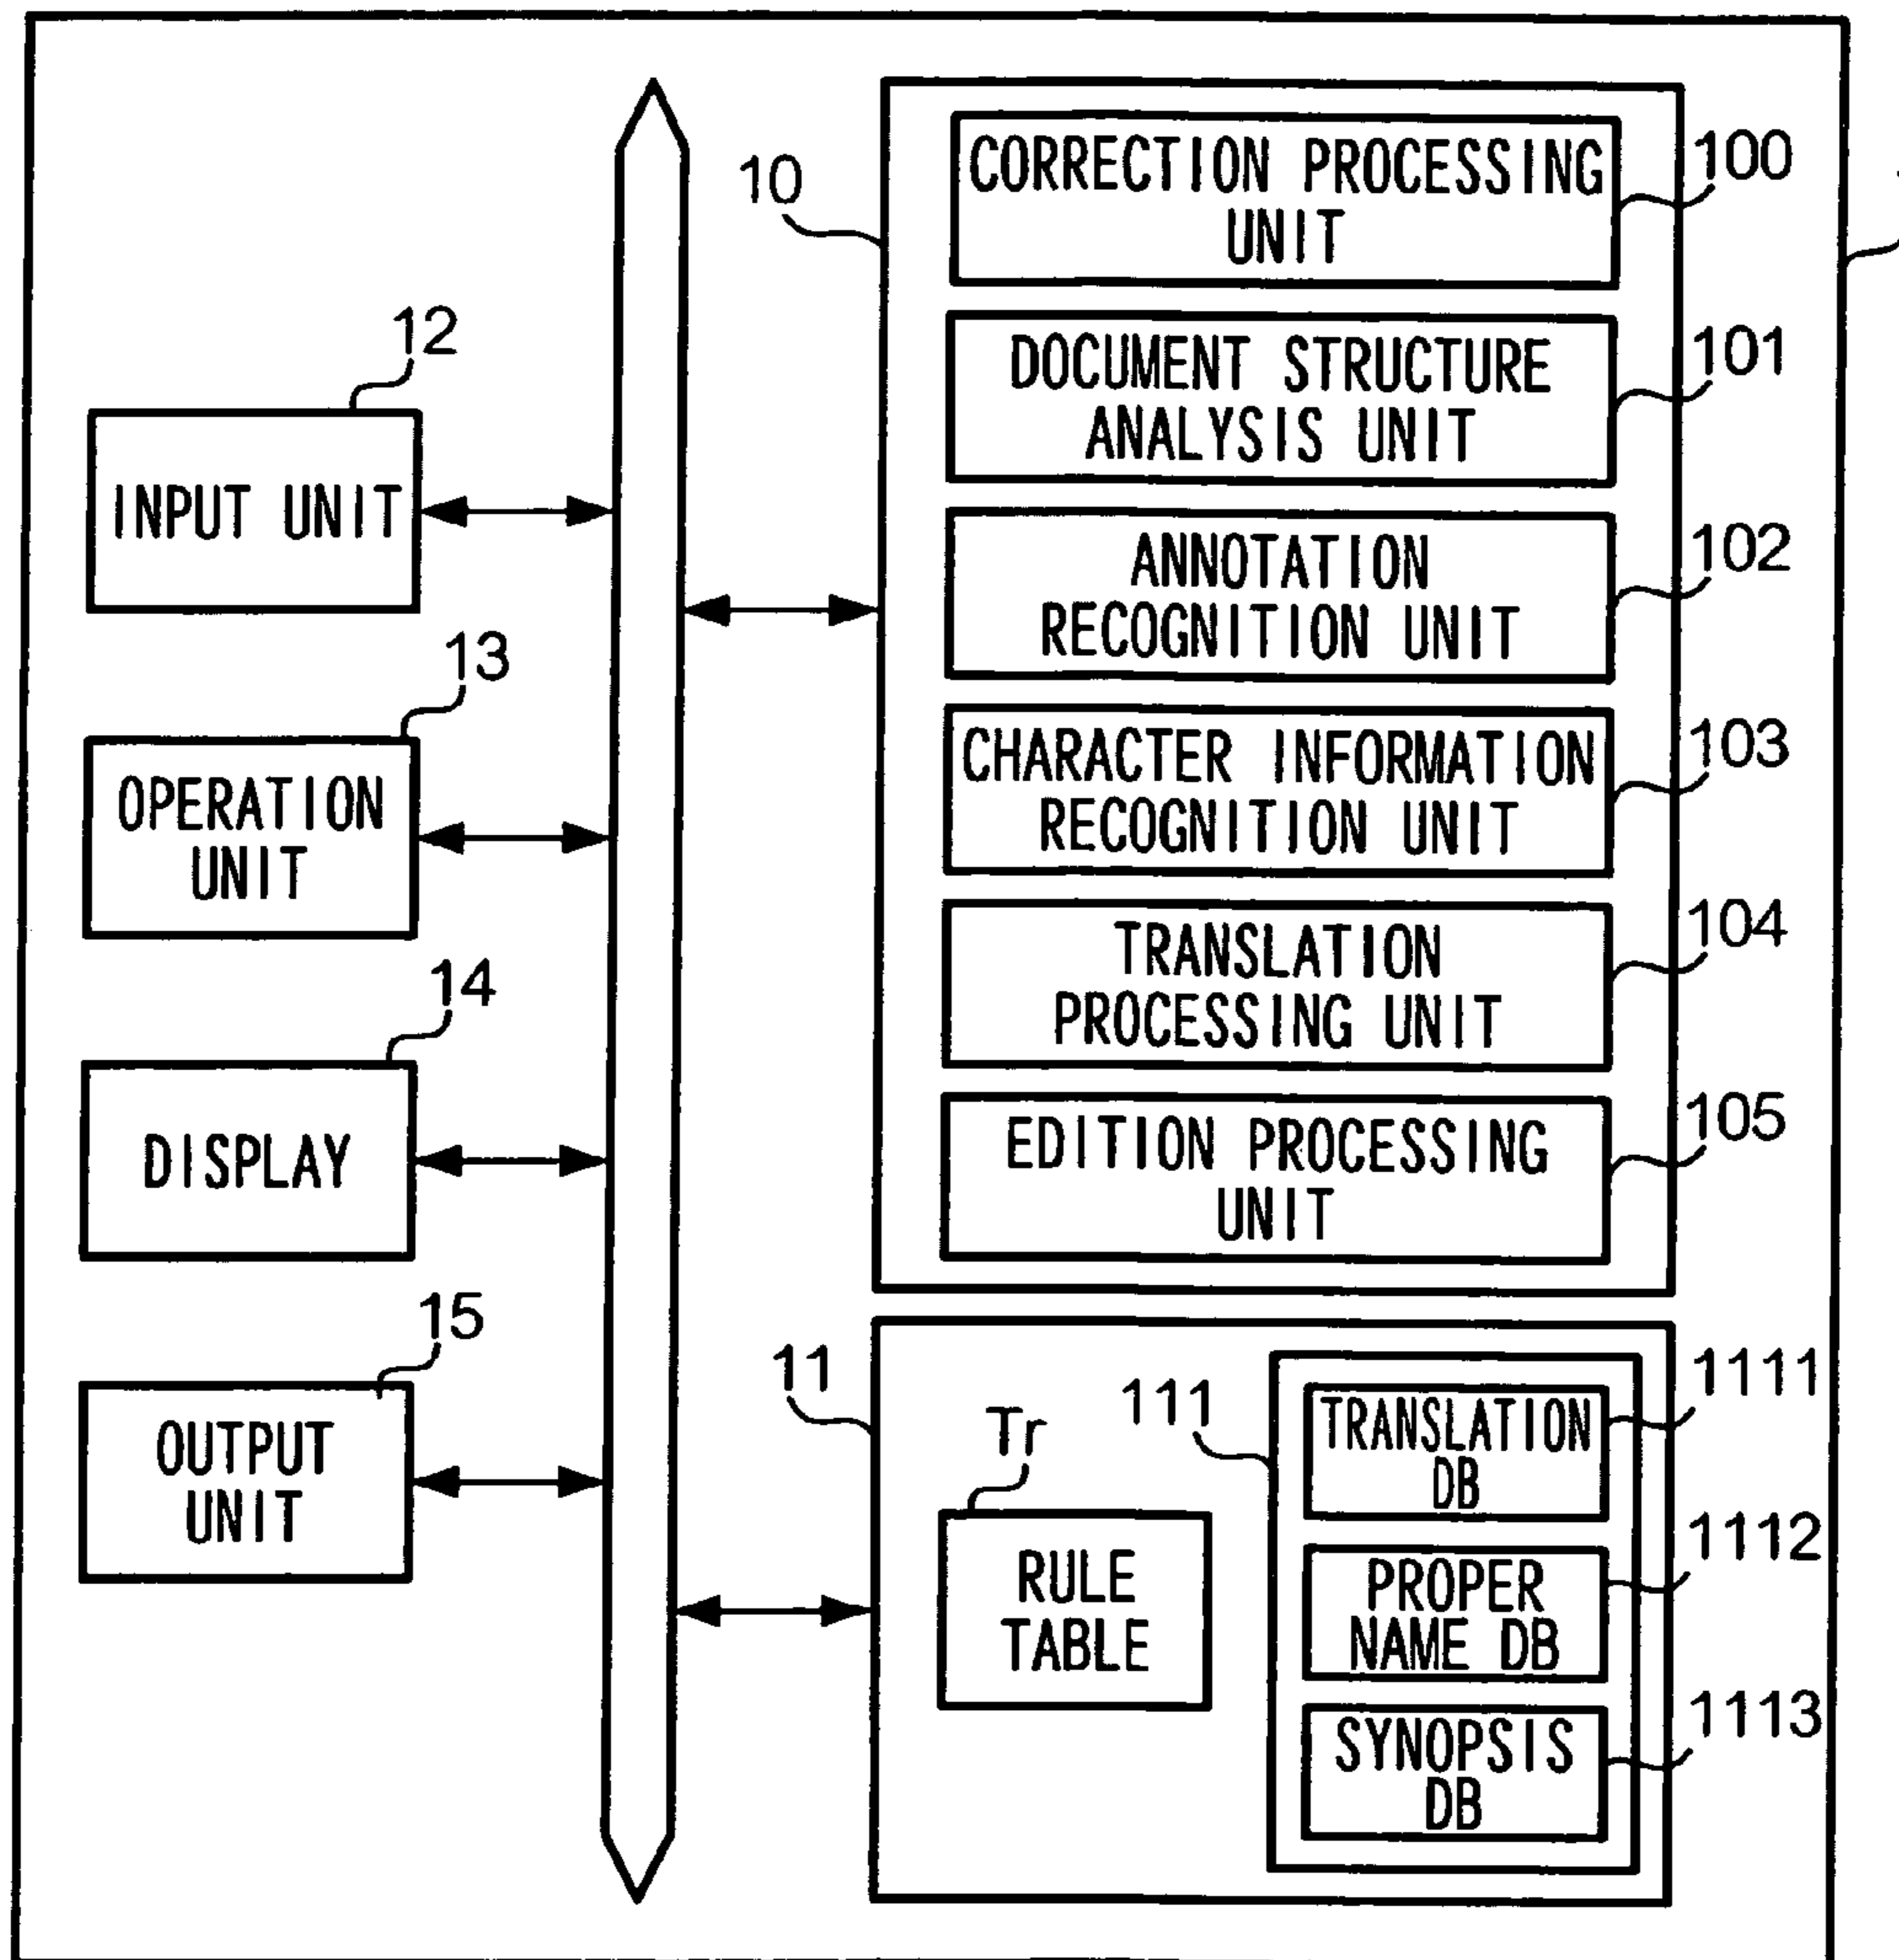 10
CORRECTION PROCESSING
UNIT
100
DOCUMENT STRUCTURE
ANALYSIS UNIT
101
ANNOTATION
RECOGNITION UNIT
102
CHARACTER INFORMATION
RECOGNITION UNIT
103
TRANSLATION
PROCESSING UNIT
104
EDITION PROCESSING
UNIT
105
12
INPUT UNIT
13
OPERATION
UNIT
14
DISPLAY
15
OUTPUT
UNIT
11
Tr
RULE
TABLE
111
TRANSLATION
DB
1111
PROPER
NAME DB
1112
SYNOPSIS
DB
1113